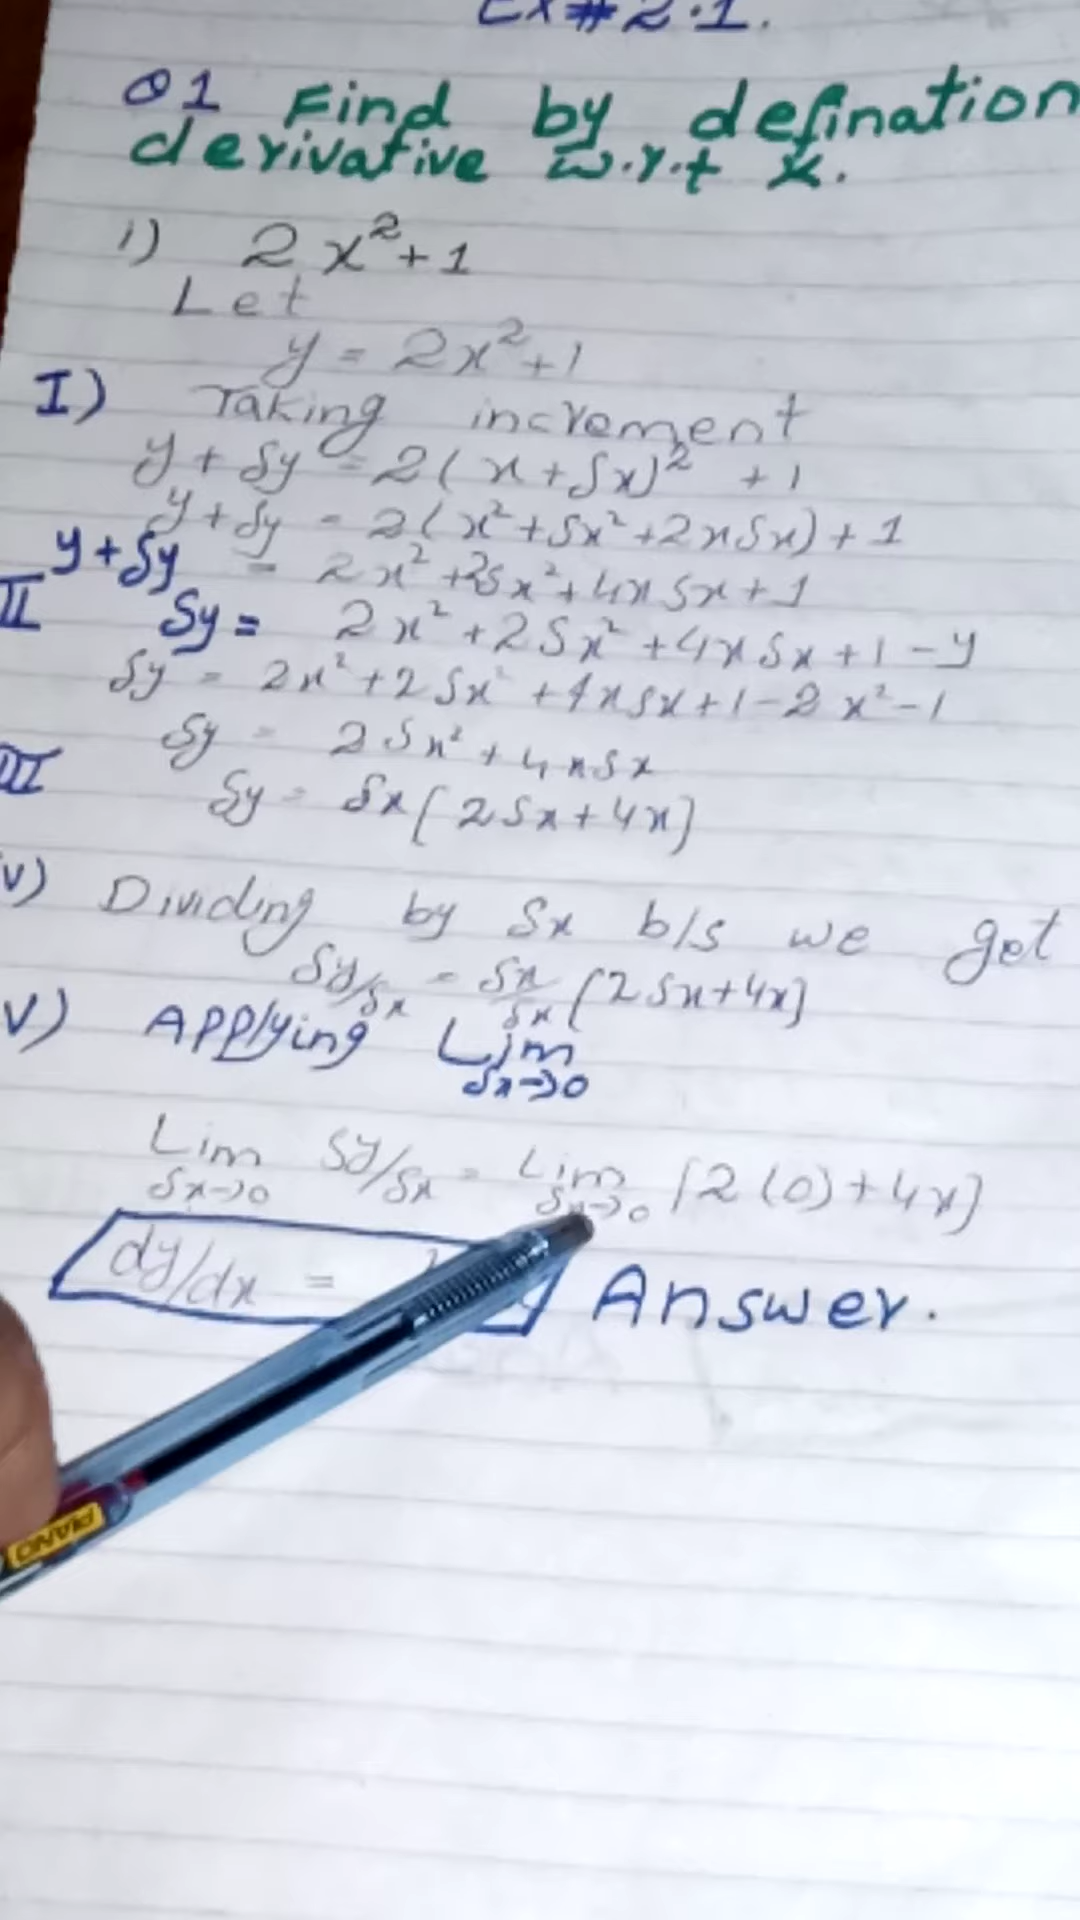 Ex#2.1.
Q1 Find by defination
derivative w.r.t x.
i) 2x²+1
Let
y = 2x²+1
I) Taking increment
y + δy = 2(x+δx)² + 1
y + δy = 2(x²+δx²+2xδx)+1
y+δy = 2x²+2δx²+4xδx+1
II δy = 2x²+2δx²+4xδx+1-y
δy = 2x²+2δx²+4xδx+1-2x²-1
δy = 2δx²+4xδx
III δy = δx[2δx+4x]
V) Dividing by δx b/s we get
δy/δx = δx/δx [2δx+4x]
V) Applying Lim
δx→0
Lim δy/δx = Lim [2(0)+4x]
δx→0 δx→0
dy/dx = Answer.
PIANO